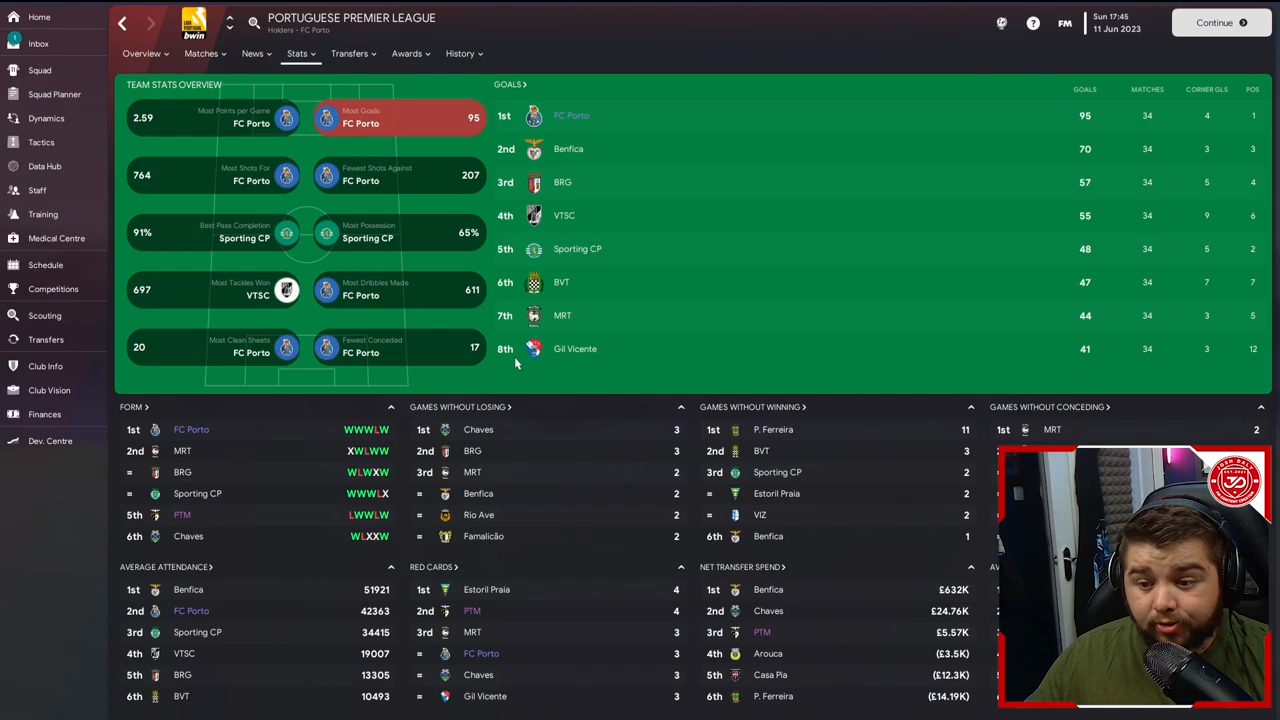 Home
Inbox
1
Squad
Squad Planner
Dynamics
Tactics
Data Hub
Staff
Training
Medical Centre
Schedule
Competitions
Scouting
Transfers
Club Info
Club Vision
Finances
Dev. Centre
LIGA PORTUGAL
bwin
PORTUGUESE PREMIER LEAGUE
Holders - FC Porto
? FM
Sun 17:45
11 Jun 2023
Continue
Overview Matches News Stats Transfers Awards History
TEAM STATS OVERVIEW
2.59 Most Points per Game FC Porto
Most Goals FC Porto 95
764 Most Shots For FC Porto
Fewest Shots Against FC Porto 207
91% Best Pass Completion Sporting CP
Most Possession Sporting CP 65%
697 Most Tackles Won VTSC
Most Dribbles Made FC Porto 611
20 Most Clean Sheets FC Porto
Fewest Conceded FC Porto 17
GOALS GOALS MATCHES CORNER GLS POS
1st FC Porto 95 34 4 1
2nd Benfica 70 34 3 3
3rd BRG 57 34 5 4
4th VTSC 55 34 9 6
5th Sporting CP 48 34 5 2
6th BVT 47 34 7 7
7th MRT 44 34 3 5
8th Gil Vicente 41 34 3 12
FORM
1st FC Porto WWWLW
2nd MRT XWLWW
= BRG WLWXW
= Sporting CP WWWLX
5th PTM LWWLW
6th Chaves WLXXW
GAMES WITHOUT LOSING
1st Chaves 3
2nd BRG 3
3rd MRT 2
= Benfica 2
= Rio Ave 2
= Famalicão 2
GAMES WITHOUT WINNING
1st P. Ferreira 11
2nd BVT 3
3rd Sporting CP 2
= Estoril Praia 2
= VIZ 2
6th Benfica 1
GAMES WITHOUT CONCEDING
1st MRT 2
AVERAGE ATTENDANCE
1st Benfica 51921
2nd FC Porto 42363
3rd Sporting CP 34415
4th VTSC 19007
5th BRG 13305
6th BVT 10493
RED CARDS
1st Estoril Praia 4
2nd PTM 4
3rd MRT 3
= FC Porto 3
= Chaves 3
= Gil Vicente 3
NET TRANSFER SPEND
1st Benfica £632K
2nd Chaves £24.76K
3rd PTM £5.57K
4th Arouca (£3.5K)
5th Casa Pia (£12.3K)
6th P. Ferreira (£14.19K)
JOSH DALY
JD